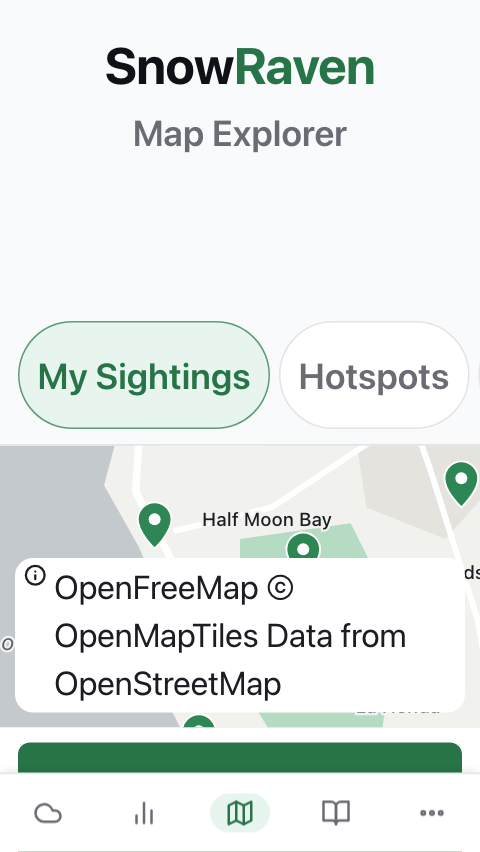 SnowRaven
Map Explorer
My Sightings
Hotspots
Half Moon Bay
OpenFreeMap ©
OpenMapTiles Data from
OpenStreetMap